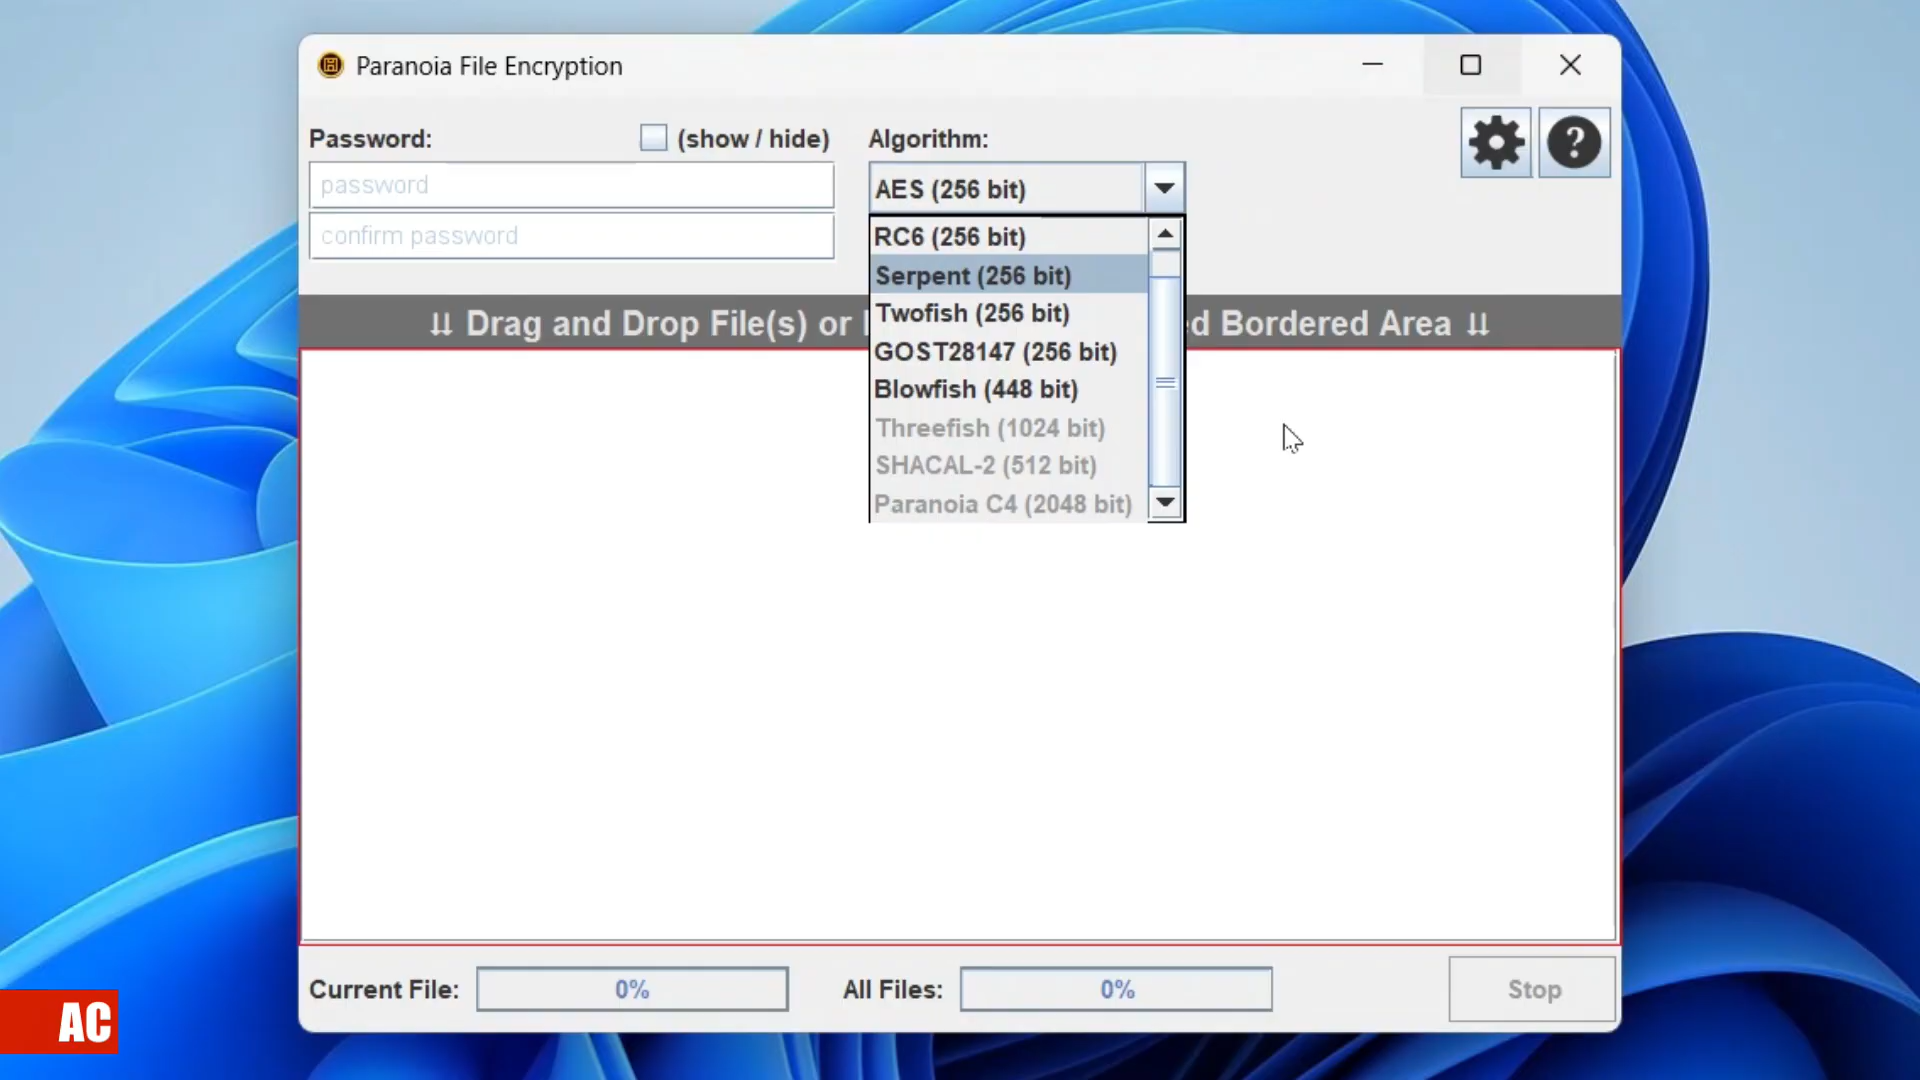 Paranoia File Encryption
Password:
(show / hide)
Algorithm:
password
confirm password
AES (256 bit)
RC6 (256 bit)
Serpent (256 bit)
Twofish (256 bit)
GOST28147 (256 bit)
Blowfish (448 bit)
Threefish (1024 bit)
SHACAL-2 (512 bit)
Paranoia C4 (2048 bit)
⇊ Drag and Drop File(s) or Bordered Area ⇊
Current File:
0%
All Files:
0%
Stop
AC